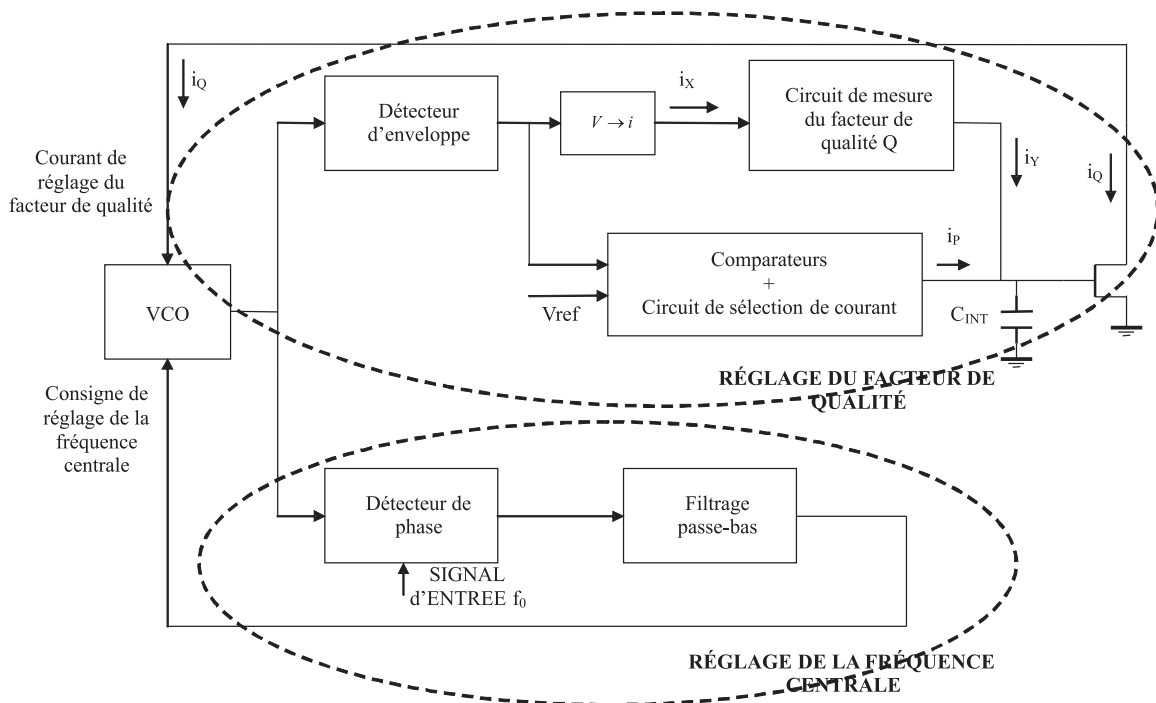 i_Q
Détecteur
d'enveloppe
V → i
i_X
Circuit de mesure
du facteur de
qualité Q
i_Y
i_Q
Courant de
réglage du
facteur de qualité
VCO
Vref
Comparateurs
+
Circuit de sélection de courant
i_P
C_INT
RÉGLAGE DU FACTEUR DE
QUALITÉ
Consigne de
réglage de la
fréquence
centrale
Détecteur de
phase
Filtrage
passe-bas
SIGNAL
d'ENTREE f_0
RÉGLAGE DE LA FRÉQUENCE
CENTRALE